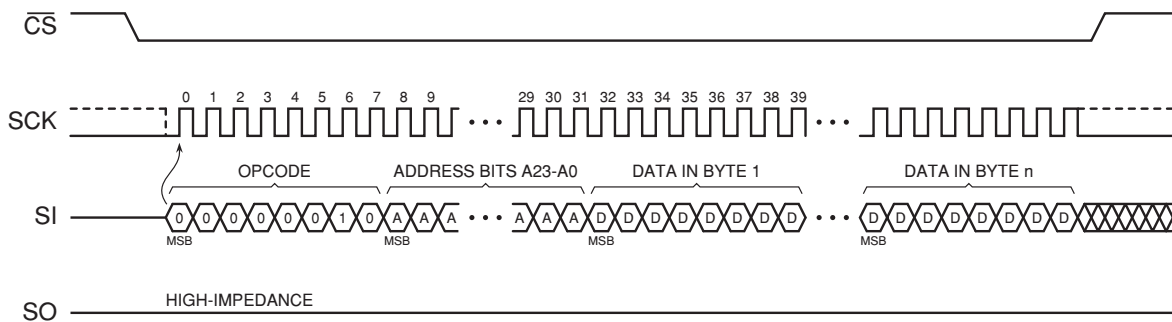 CS
SCK
0 1 2 3 4 5 6 7 8 9 29 30 31 32 33 34 35 36 37 38 39
OPCODE ADDRESS BITS A23-A0 DATA IN BYTE 1 DATA IN BYTE n
SI
0 0 0 0 0 0 1 0 A A A A A A D D D D D D D D D D D D D D D D
MSB MSB MSB MSB
HIGH-IMPEDANCE
SO